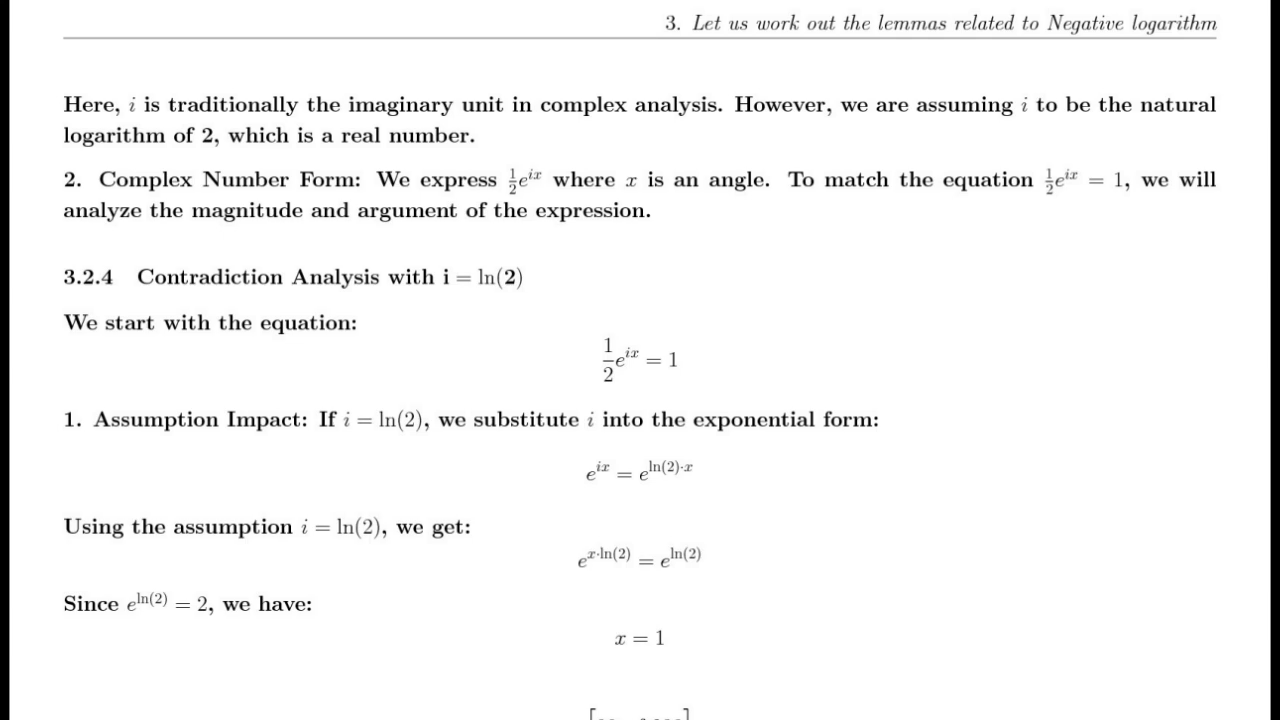 3. Let us work out the lemmas related to Negative logarithm
Here, i is traditionally the imaginary unit in complex analysis. However, we are assuming i to be the natural
logarithm of 2, which is a real number.
2. Complex Number Form: We express ½e^{ix} where x is an angle. To match the equation ½e^{ix} = 1, we will
analyze the magnitude and argument of the expression.
3.2.4 Contradiction Analysis with i = ln(2)
We start with the equation:
½e^{ix} = 1
1. Assumption Impact: If i = ln(2), we substitute i into the exponential form:
e^{ix} = e^{ln(2)·x}
Using the assumption i = ln(2), we get:
e^{x·ln(2)} = e^{ln(2)}
Since e^{ln(2)} = 2, we have:
x = 1